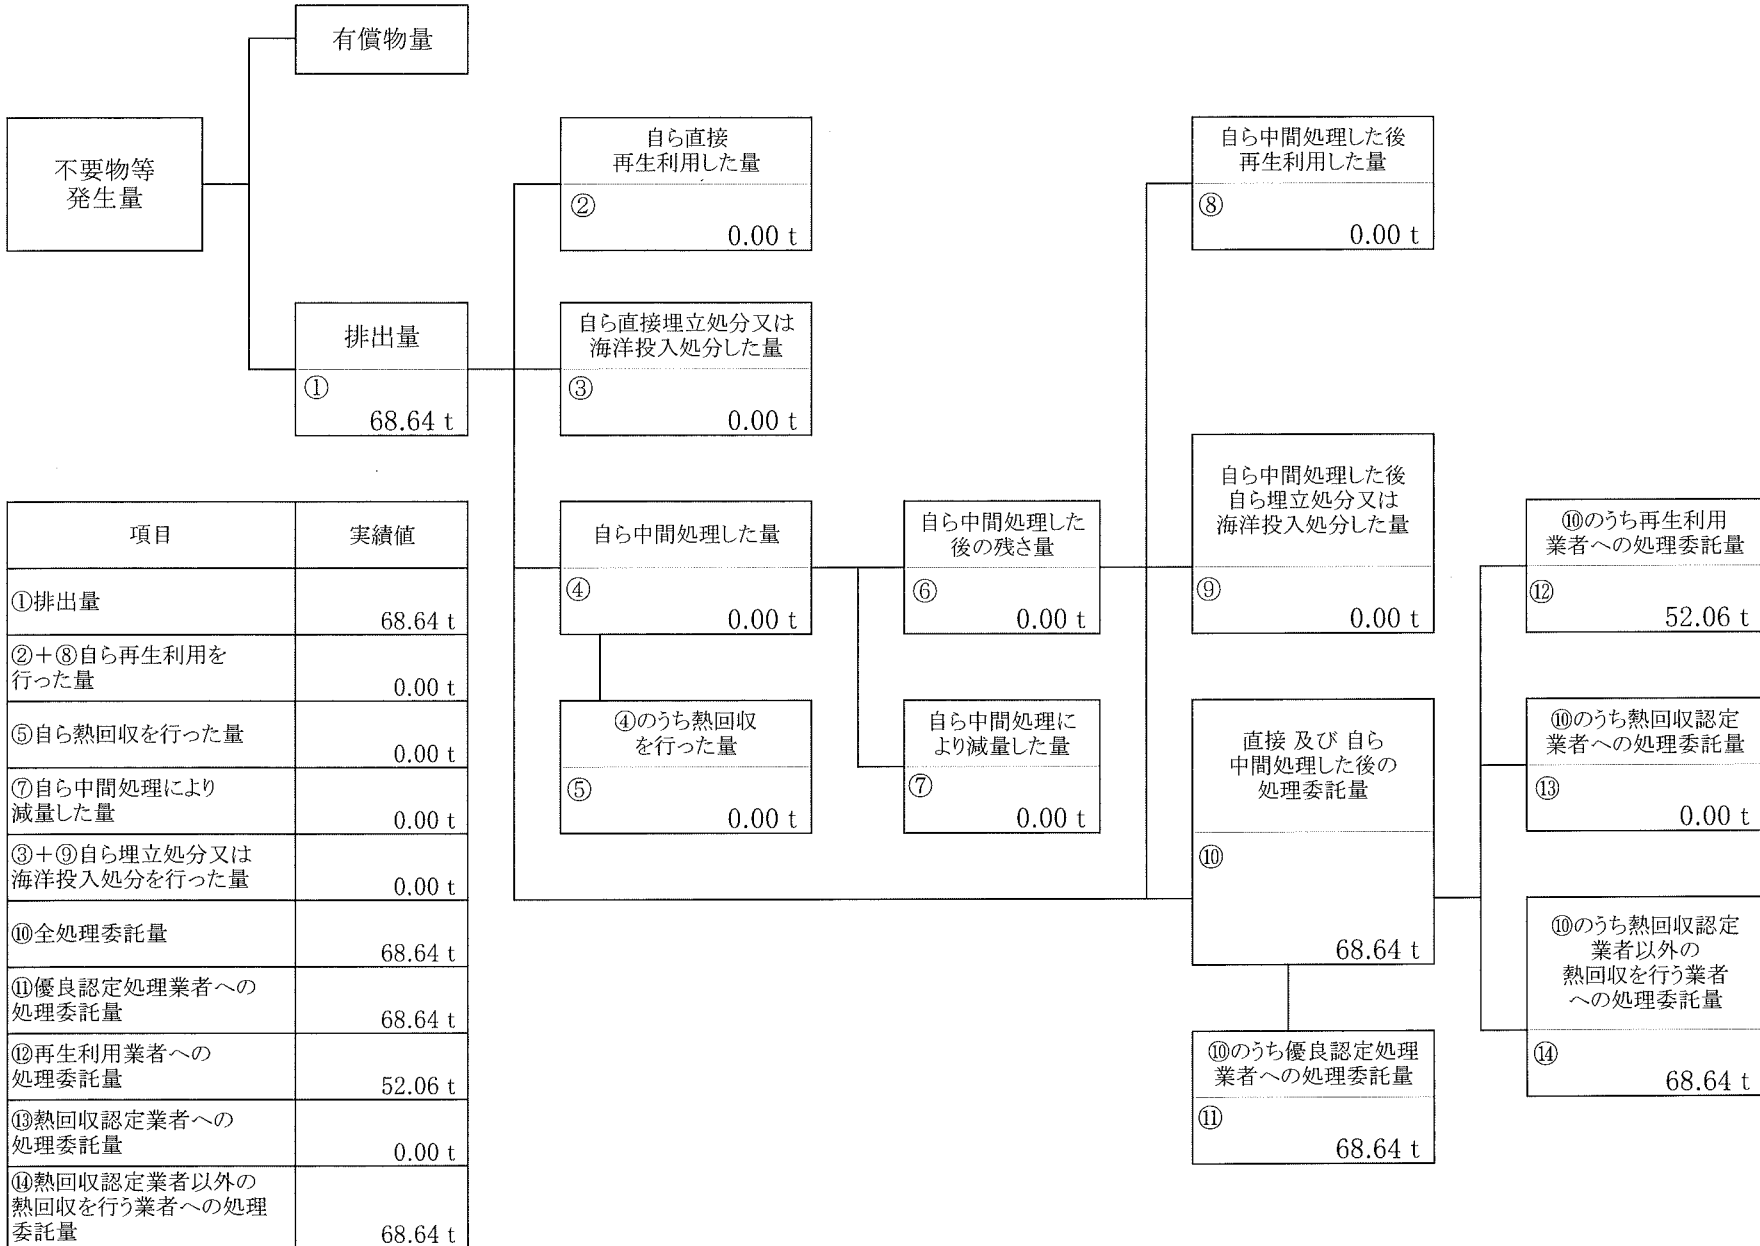 有償物量
不要物等
発生量
排出量
①
68.64 t
自ら直接
再生利用した量
②
0.00 t
自ら直接埋立処分又は
海洋投入処分した量
③
0.00 t
自ら中間処理した量
④
0.00 t
④のうち熱回収
を行った量
⑤
0.00 t
自ら中間処理した
後の残さ量
⑥
0.00 t
自ら中間処理に
より減量した量
⑦
0.00 t
自ら中間処理した後
再生利用した量
⑧
0.00 t
自ら中間処理した後
自ら埋立処分又は
海洋投入処分した量
⑨
0.00 t
直接 及び 自ら
中間処理した後の
処理委託量
⑩
68.64 t
⑩のうち優良認定処理
業者への処理委託量
⑪
68.64 t
⑩のうち再生利用
業者への処理委託量
⑫
52.06 t
⑩のうち熱回収認定
業者への処理委託量
⑬
0.00 t
⑩のうち熱回収認定
業者以外の
熱回収を行う業者
への処理委託量
⑭
68.64 t
項目 実績値
①排出量
68.64 t
②＋⑧自ら再生利用を
行った量
0.00 t
⑤自ら熱回収を行った量
0.00 t
⑦自ら中間処理により
減量した量
0.00 t
③＋⑨自ら埋立処分又は
海洋投入処分を行った量
0.00 t
⑩全処理委託量
68.64 t
⑪優良認定処理業者への
処理委託量
68.64 t
⑫再生利用業者への
処理委託量
52.06 t
⑬熱回収認定業者への
処理委託量
0.00 t
⑭熱回収認定業者以外の
熱回収を行う業者への処理
委託量
68.64 t